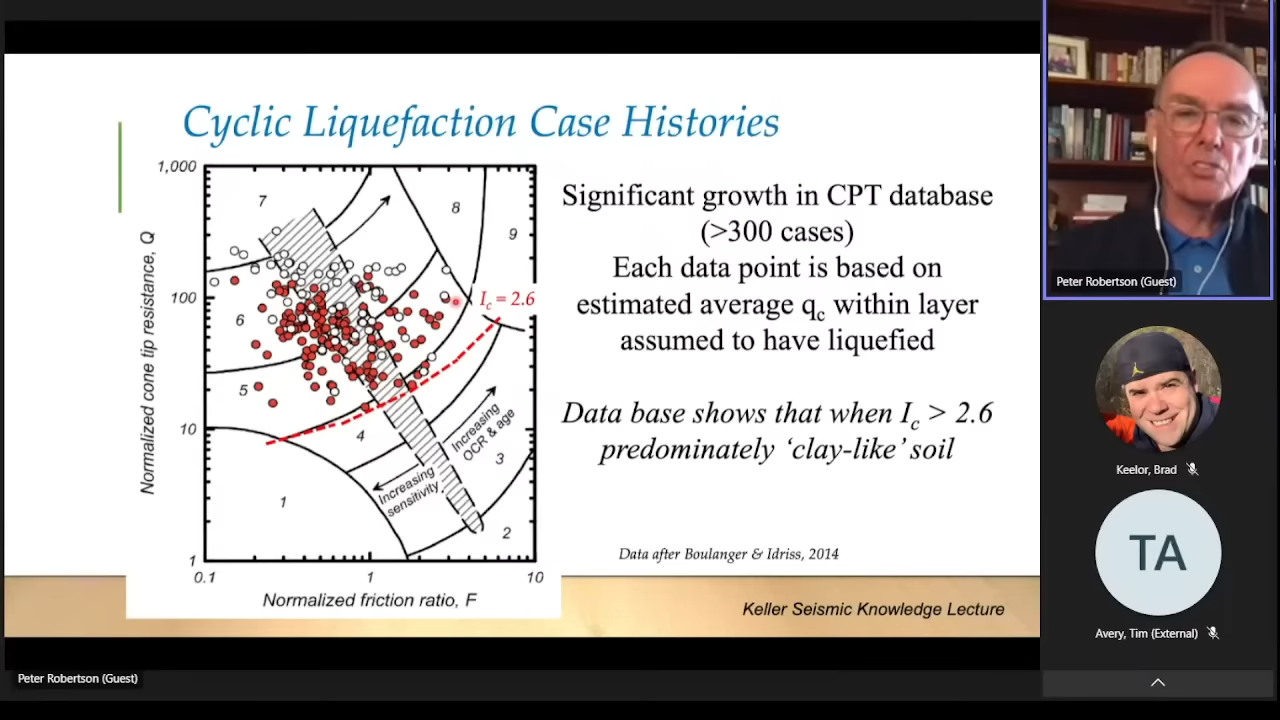 Cyclic Liquefaction Case Histories
Significant growth in CPT database
(>300 cases)
Each data point is based on
estimated average qc within layer
assumed to have liquefied
Data base shows that when Ic > 2.6
predominately ‘clay-like’ soil
Data after Boulanger & Idriss, 2014
Keller Seismic Knowledge Lecture
Normalized cone tip resistance, Q
1,000
100
10
1
0.1
1
10
Normalized friction ratio, F
7
8
9
6
5
4
3
1
2
Ic = 2.6
Increasing
OCR & age
Increasing
sensitivity
Peter Robertson (Guest)
Peter Robertson (Guest)
Keelor, Brad
TA
Avery, Tim (External)